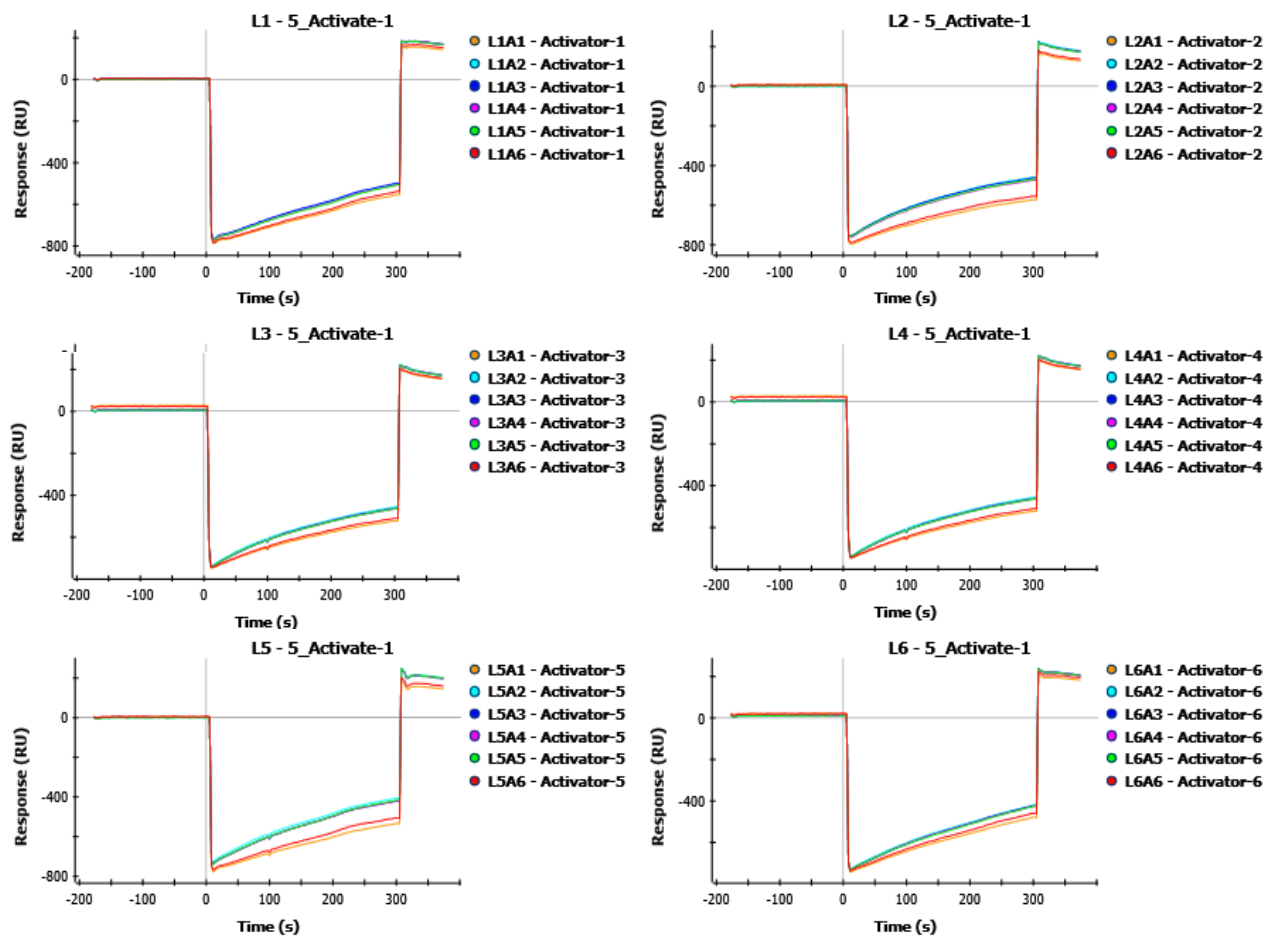 L1 - 5_Activate-1
0
-400
-800
Response (RU)
-200 -100 0 100 200 300
Time (s)
L1A1 - Activator-1
L1A2 - Activator-1
L1A3 - Activator-1
L1A4 - Activator-1
L1A5 - Activator-1
L1A6 - Activator-1
L2 - 5_Activate-1
0
-400
-800
Response (RU)
-200 -100 0 100 200 300
Time (s)
L2A1 - Activator-2
L2A2 - Activator-2
L2A3 - Activator-2
L2A4 - Activator-2
L2A5 - Activator-2
L2A6 - Activator-2
L3 - 5_Activate-1
0
-400
Response (RU)
-200 -100 0 100 200 300
Time (s)
L3A1 - Activator-3
L3A2 - Activator-3
L3A3 - Activator-3
L3A4 - Activator-3
L3A5 - Activator-3
L3A6 - Activator-3
L4 - 5_Activate-1
0
-400
Response (RU)
-200 -100 0 100 200 300
Time (s)
L4A1 - Activator-4
L4A2 - Activator-4
L4A3 - Activator-4
L4A4 - Activator-4
L4A5 - Activator-4
L4A6 - Activator-4
L5 - 5_Activate-1
0
-400
-800
Response (RU)
-200 -100 0 100 200 300
Time (s)
L5A1 - Activator-5
L5A2 - Activator-5
L5A3 - Activator-5
L5A4 - Activator-5
L5A5 - Activator-5
L5A6 - Activator-5
L6 - 5_Activate-1
0
-400
Response (RU)
-200 -100 0 100 200 300
Time (s)
L6A1 - Activator-6
L6A2 - Activator-6
L6A3 - Activator-6
L6A4 - Activator-6
L6A5 - Activator-6
L6A6 - Activator-6